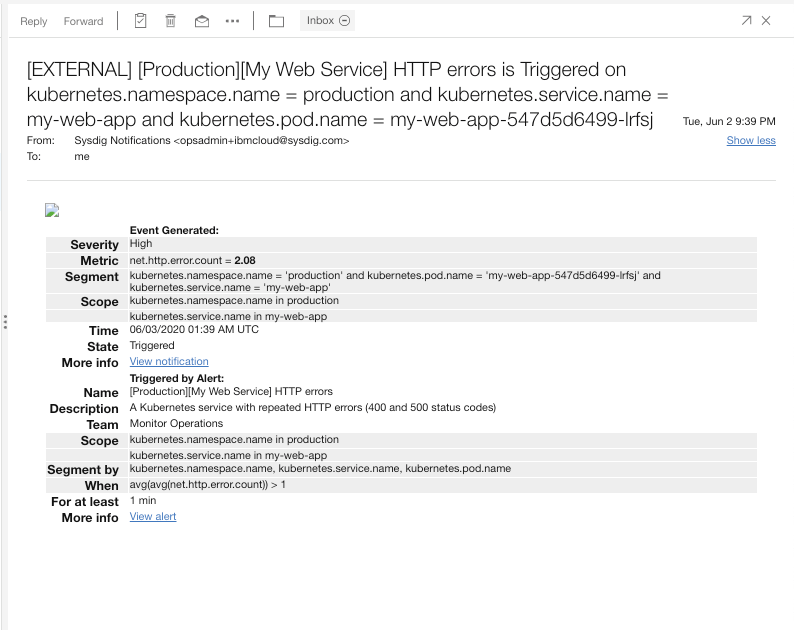 Reply Forward Inbox
[EXTERNAL] [Production][My Web Service] HTTP errors is Triggered on
kubernetes.namespace.name = production and kubernetes.service.name =
my-web-app and kubernetes.pod.name = my-web-app-547d5d6499-lrfsj Tue, Jun 2 9:39 PM
From: Sysdig Notifications <opsadmin+ibmcloud@sysdig.com> Show less
To: me
Event Generated:
Severity High
Metric net.http.error.count = 2.08
Segment kubernetes.namespace.name = 'production' and kubernetes.pod.name = 'my-web-app-547d5d6499-lrfsj' and
kubernetes.service.name = 'my-web-app'
Scope kubernetes.namespace.name in production
kubernetes.service.name in my-web-app
Time 06/03/2020 01:39 AM UTC
State Triggered
More info View notification
Triggered by Alert:
Name [Production][My Web Service] HTTP errors
Description A Kubernetes service with repeated HTTP errors (400 and 500 status codes)
Team Monitor Operations
Scope kubernetes.namespace.name in production
kubernetes.service.name in my-web-app
Segment by kubernetes.namespace.name, kubernetes.service.name, kubernetes.pod.name
When avg(avg(net.http.error.count)) > 1
For at least 1 min
More info View alert